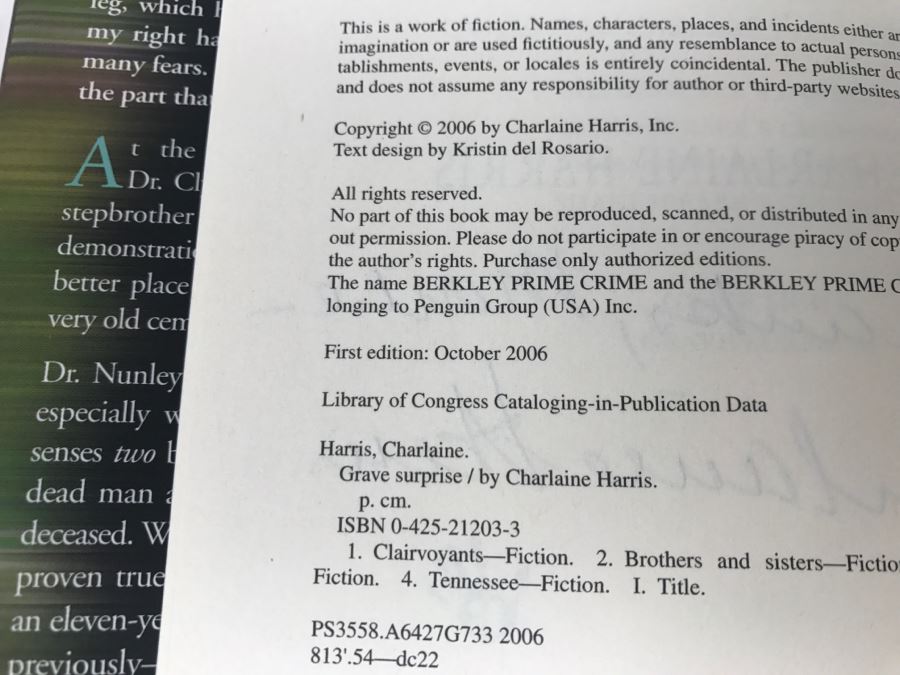 leg, which
my right ha
many fears.
the part tha
At the
Dr. Cl
stepbrother
demonstrati
better place
very old cem
Dr. Nunley
especially w
senses two b
dead man a
deceased. W
proven true
an eleven-ye
previously—
This is a work of fiction. Names, characters, places, and incidents either ar
imagination or are used fictitiously, and any resemblance to actual persons
tablishments, events, or locales is entirely coincidental. The publisher do
and does not assume any responsibility for author or third-party websites
Copyright © 2006 by Charlaine Harris, Inc.
Text design by Kristin del Rosario.
All rights reserved.
No part of this book may be reproduced, scanned, or distributed in any
out permission. Please do not participate in or encourage piracy of cop
the author's rights. Purchase only authorized editions.
The name BERKLEY PRIME CRIME and the BERKLEY PRIME C
longing to Penguin Group (USA) Inc.
First edition: October 2006
Library of Congress Cataloging-in-Publication Data
Harris, Charlaine.
Grave surprise / by Charlaine Harris.
p. cm.
ISBN 0-425-21203-3
1. Clairvoyants—Fiction. 2. Brothers and sisters—Fictio
Fiction. 4. Tennessee—Fiction. I. Title.
PS3558.A6427G733 2006
813'.54—dc22